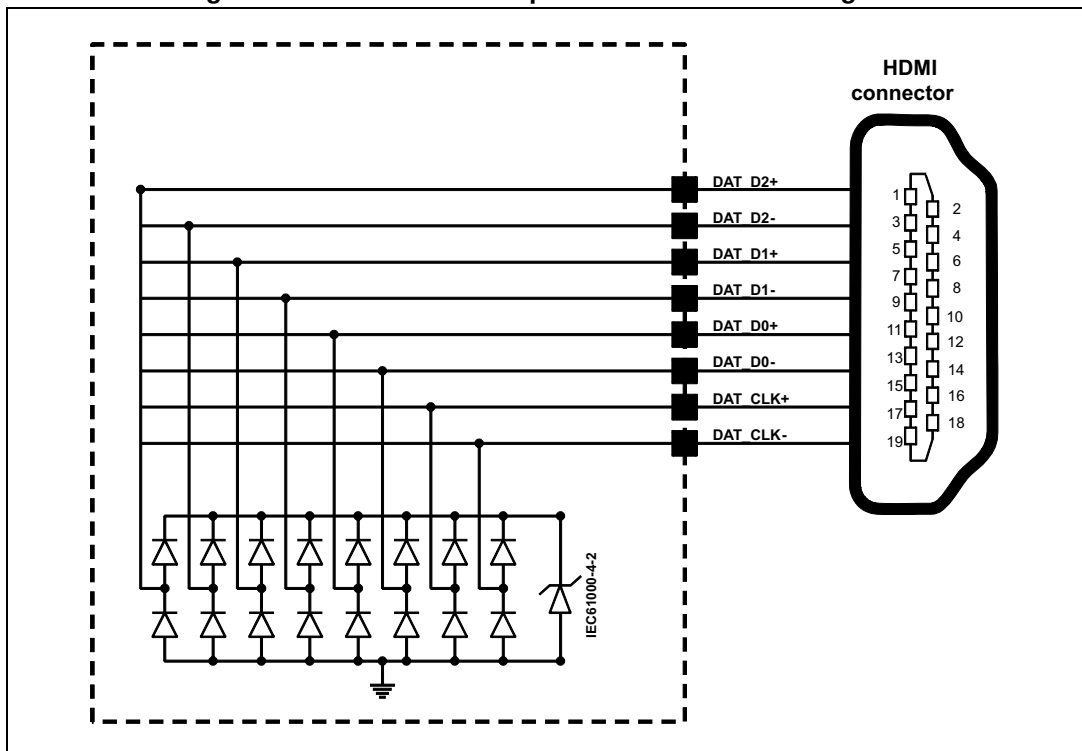 HDMI
connector
DAT_D2+
DAT_D2-
DAT_D1+
DAT_D1-
DAT_D0+
DAT_D0-
DAT_CLK+
DAT_CLK-
1
2
3
4
5
6
7
8
9
10
11
12
13
14
15
16
17
18
19
IEC61000-4-2